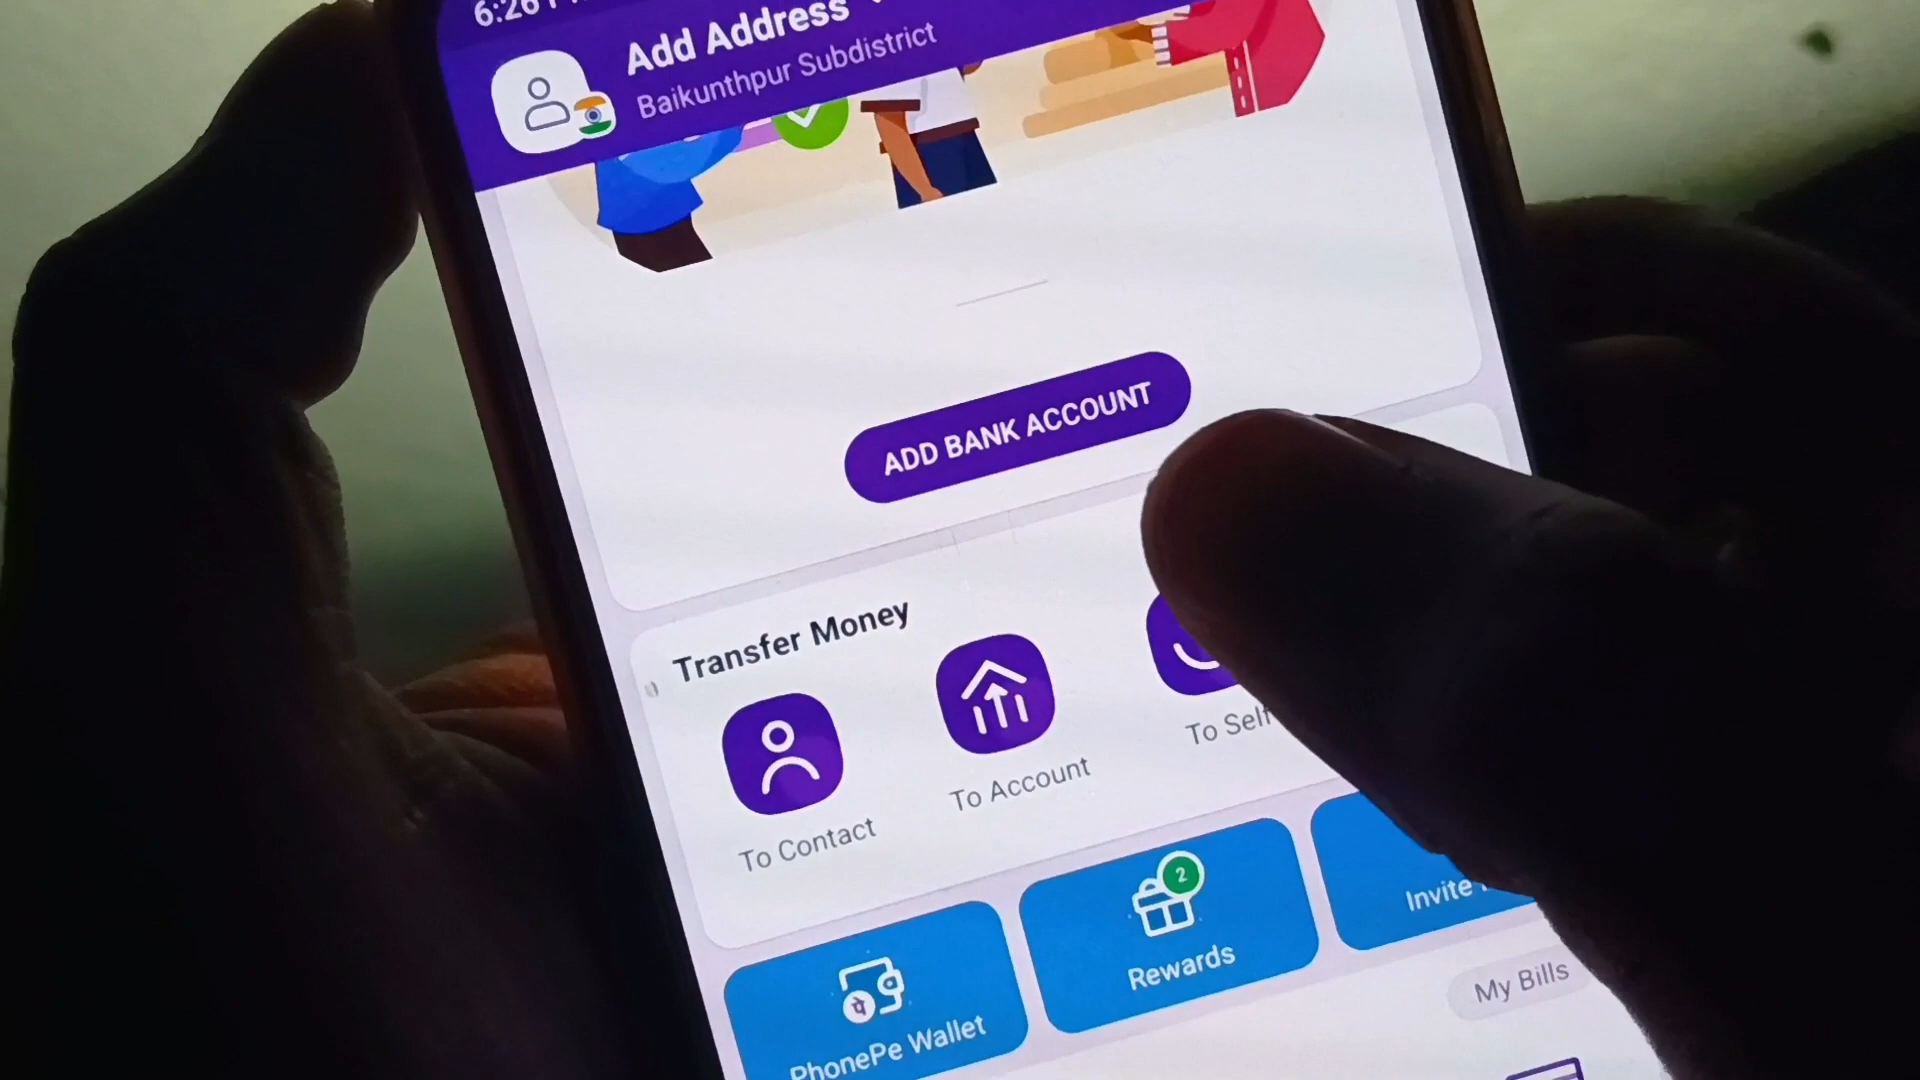 6:26
Add Address
Baikunthpur Subdistrict
ADD BANK ACCOUNT
Transfer Money
To Contact
To Account
To Self
2
PhonePe Wallet
पे
Rewards
Invite
My Bills